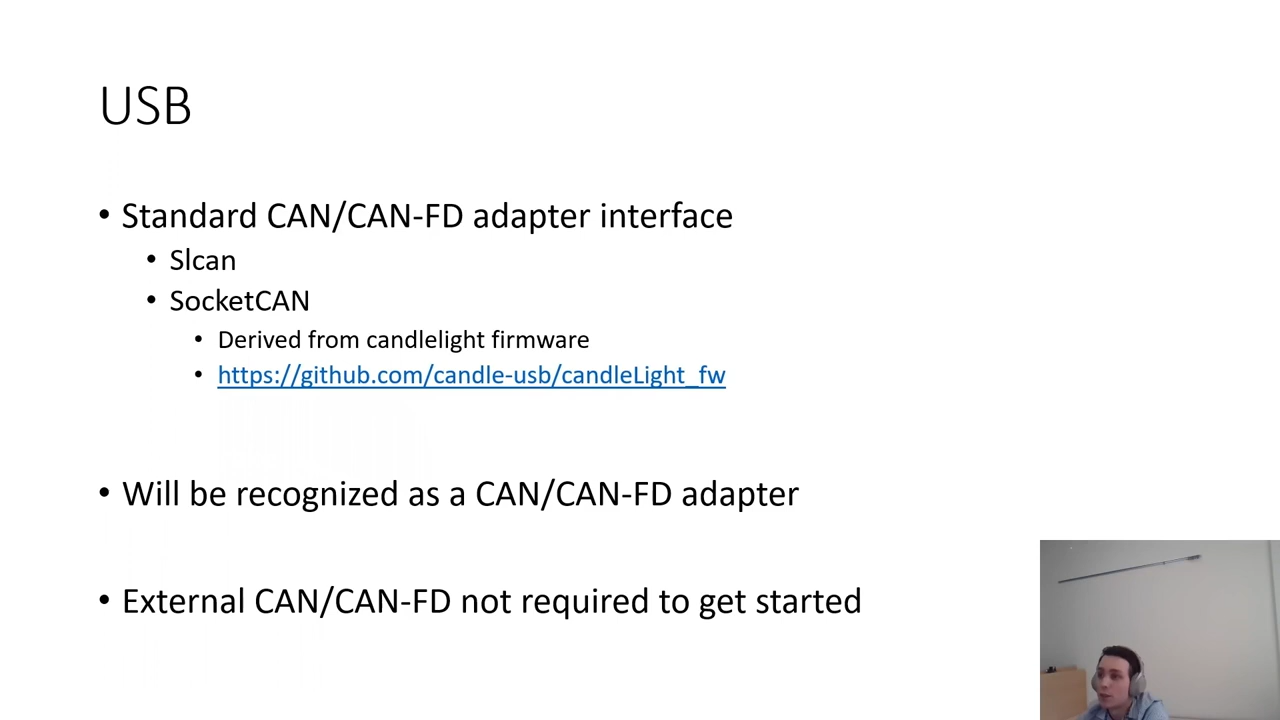 USB
• Standard CAN/CAN-FD adapter interface
• Slcan
• SocketCAN
• Derived from candlelight firmware
• https://github.com/candle-usb/candleLight_fw
• Will be recognized as a CAN/CAN-FD adapter
• External CAN/CAN-FD not required to get started